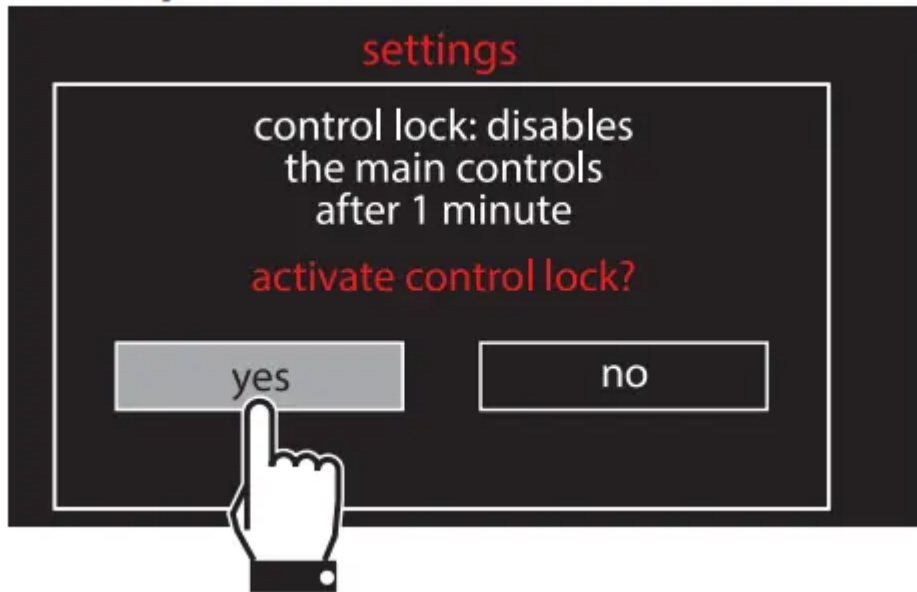 settings
control lock: disables
the main controls
after 1 minute
activate control lock?
yes
no